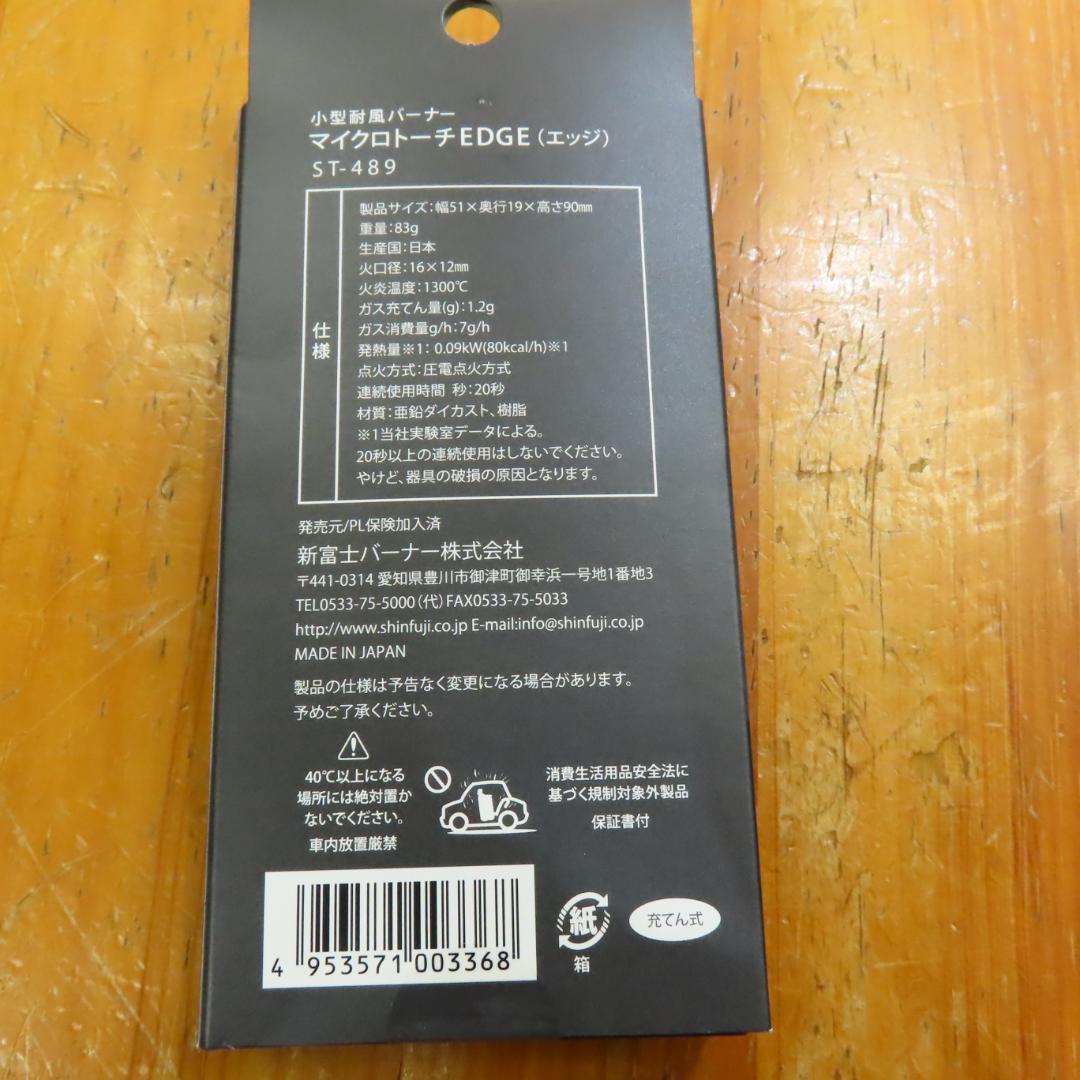 小型耐風バーナー
マイクロトーチEDGE（エッジ）
ST-489
仕様
製品サイズ：幅51×奥行19×高さ90㎜
重量：83g
生産国：日本
火口径：16×12㎜
火炎温度：1300℃
ガス充てん量(g)：1.2g
ガス消費量g/h：7g/h
発熱量※1： 0.09kW(80kcal/h)※1
点火方式：圧電点火方式
連続使用時間 秒：20秒
材質：亜鉛ダイカスト、樹脂
※1当社実験室データによる。
20秒以上の連続使用はしないでください。
やけど、器具の破損の原因となります。
発売元/PL保険加入済
新富士バーナー株式会社
〒441-0314 愛知県豊川市御津町御幸浜一号地1番地3
TEL0533-75-5000（代）FAX0533-75-5033
http://www.shinfuji.co.jp E-mail:info@shinfuji.co.jp
MADE IN JAPAN
製品の仕様は予告なく変更になる場合があります。
予めご了承ください。
40℃以上になる
場所には絶対置か
ないでください。
車内放置厳禁
消費生活用品安全法に
基づく規制対象外製品
保証書付
4 953571 003368
紙
箱
充てん式